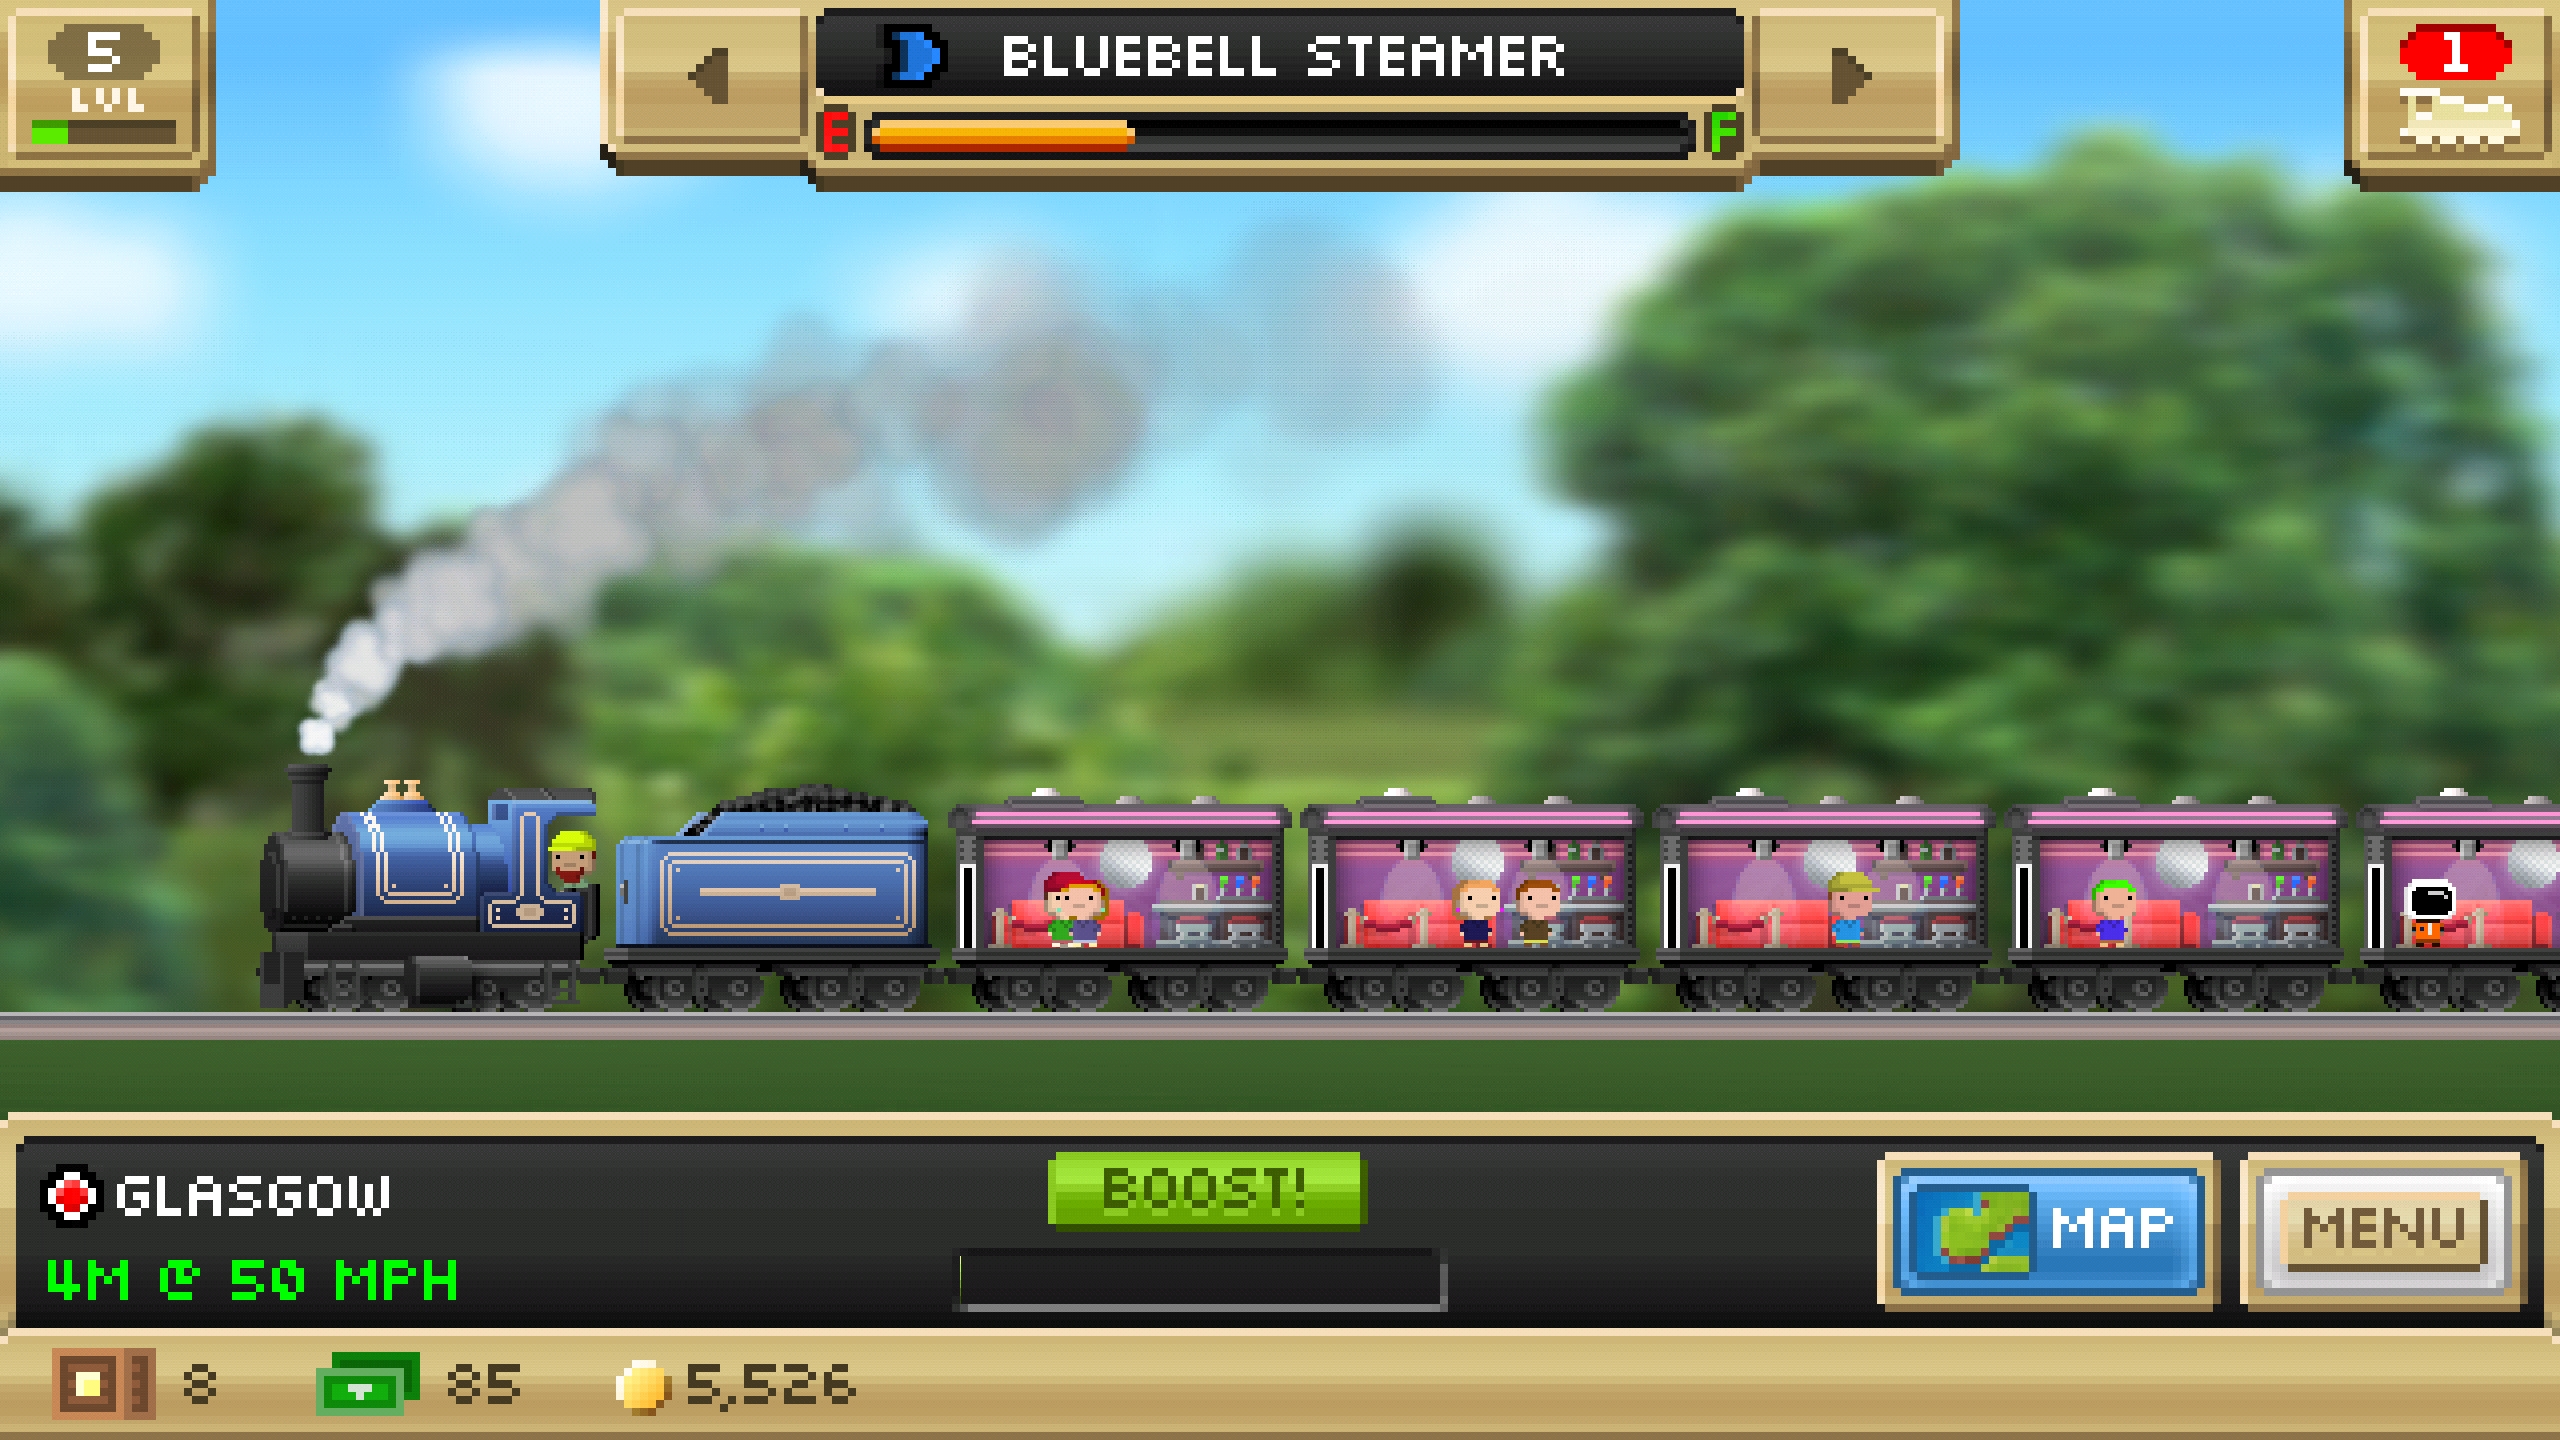 5
LVL
BLUEBELL STEAMER
E F
1
GLASGOW
4M @ 50 MPH
BOOST!
MAP
MENU
8 85 5,526